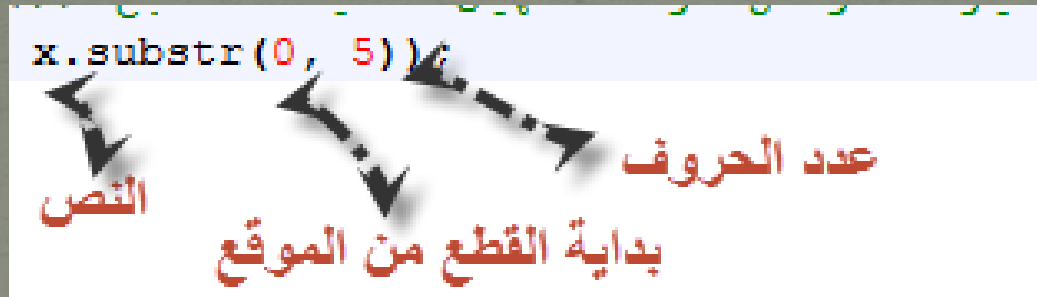 x.substr(0, 5));
عدد الحروف
النص
بداية القطع من الموقع